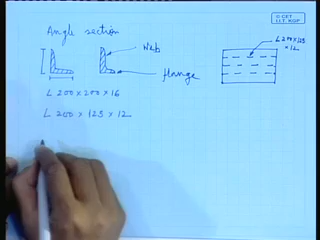 © CET
I.I.T. KGP
Angle section
Web
Flange
∠ 200 × 200 × 16
∠ 200 × 125 × 12
∠ 200 × 125
× 12